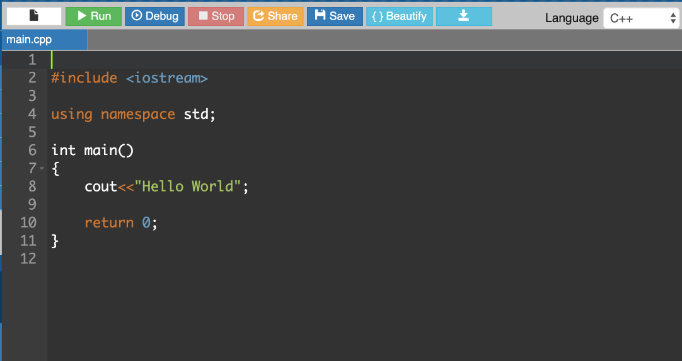 Run Debug Stop Share Save { } Beautify Language C++
main.cpp
1
2 #include <iostream>
3
4 using namespace std;
5
6 int main()
7 {
8     cout<<"Hello World";
9
10     return 0;
11 }
12